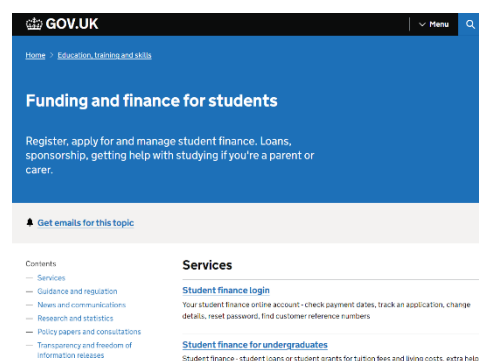 GOV.UK
Menu
Home > Education, training and skills
Funding and finance for students
Register, apply for and manage student finance. Loans,
sponsorship, getting help with studying if you're a parent or
carer.
Get emails for this topic
Contents
— Services
— Guidance and regulation
— News and communications
— Research and statistics
— Policy papers and consultations
— Transparency and freedom of
information releases
Services
Student finance login
Your student finance online account - check payment dates, track an application, change
details, reset password, find customer reference numbers
Student finance for undergraduates
Student finance - student loans or student grants for tuition fees and living costs, extra help